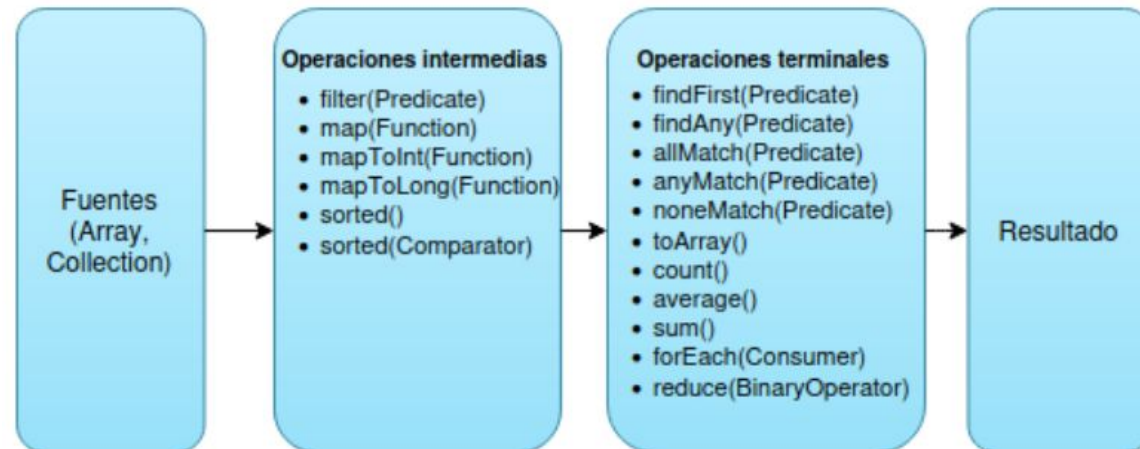 Fuentes
(Array,
Collection)
Operaciones intermedias
• filter(Predicate)
• map(Function)
• mapToInt(Function)
• mapToLong(Function)
• sorted()
• sorted(Comparator)
Operaciones terminales
• findFirst(Predicate)
• findAny(Predicate)
• allMatch(Predicate)
• anyMatch(Predicate)
• noneMatch(Predicate)
• toArray()
• count()
• average()
• sum()
• forEach(Consumer)
• reduce(BinaryOperator)
Resultado